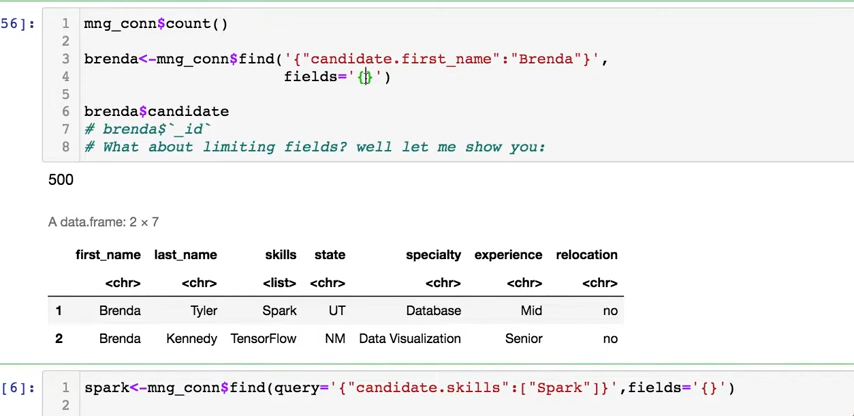 56]: 1 mng_conn$count()
2
3 brenda<-mng_conn$find('{"candidate.first_name":"Brenda"}',
4 fields='{}')
5
6 brenda$candidate
7 # brenda$`_id`
8 # What about limiting fields? well let me show you:
500
A data.frame: 2 × 7
first_name last_name skills state specialty experience relocation
<chr> <chr> <list> <chr> <chr> <chr> <chr>
1 Brenda Tyler Spark UT Database Mid no
2 Brenda Kennedy TensorFlow NM Data Visualization Senior no
[6]: 1 spark<-mng_conn$find(query='{"candidate.skills":["Spark"]}',fields='{}')
2